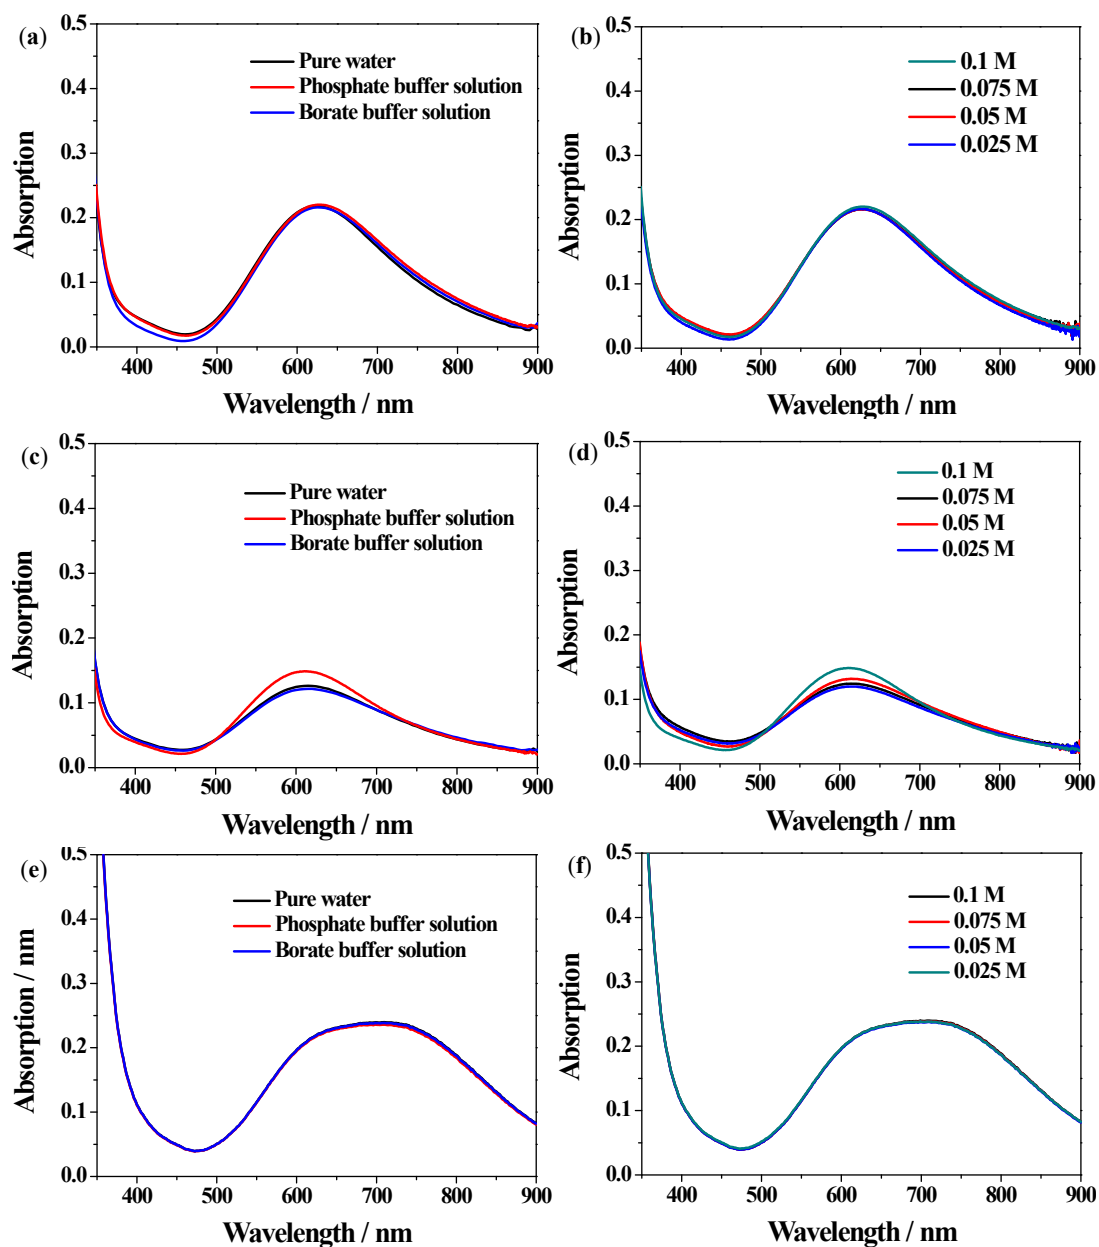 (a)
Pure water
Phosphate buffer solution
Borate buffer solution
0.5
0.4
0.3
0.2
0.1
0.0
Absorption
400 500 600 700 800 900
Wavelength / nm
(b)
0.1 M
0.075 M
0.05 M
0.025 M
0.5
0.4
0.3
0.2
0.1
0.0
Absorption
400 500 600 700 800 900
Wavelength / nm
(c)
Pure water
Phosphate buffer solution
Borate buffer solution
0.5
0.4
0.3
0.2
0.1
0.0
Absorption
400 500 600 700 800 900
Wavelength / nm
(d)
0.1 M
0.075 M
0.05 M
0.025 M
0.5
0.4
0.3
0.2
0.1
0.0
Absorption
400 500 600 700 800 900
Wavelength / nm
(e)
Pure water
Phosphate buffer solution
Borate buffer solution
0.5
0.4
0.3
0.2
0.1
0.0
Absorption / nm
400 500 600 700 800 900
Wavelength / nm
(f)
0.1 M
0.075 M
0.05 M
0.025 M
0.5
0.4
0.3
0.2
0.1
0.0
Absorption
400 500 600 700 800 900
Wavelength / nm